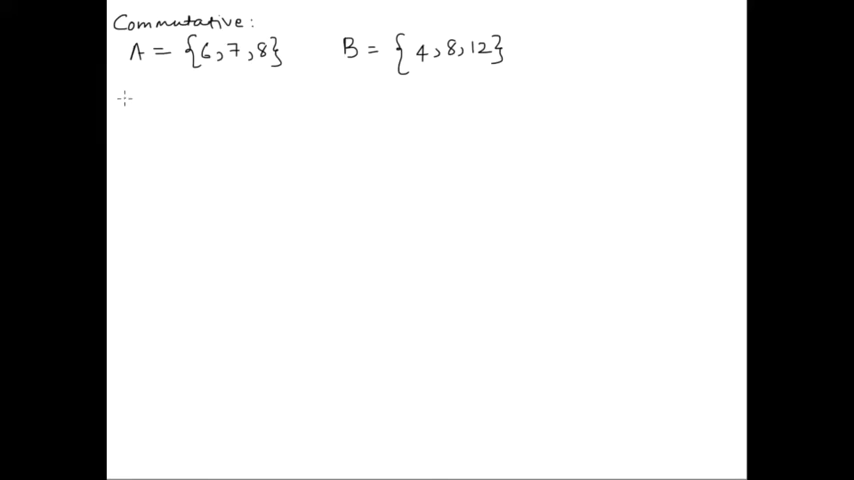 Commutative:
A = {6,7,8} B = {4,8,12}